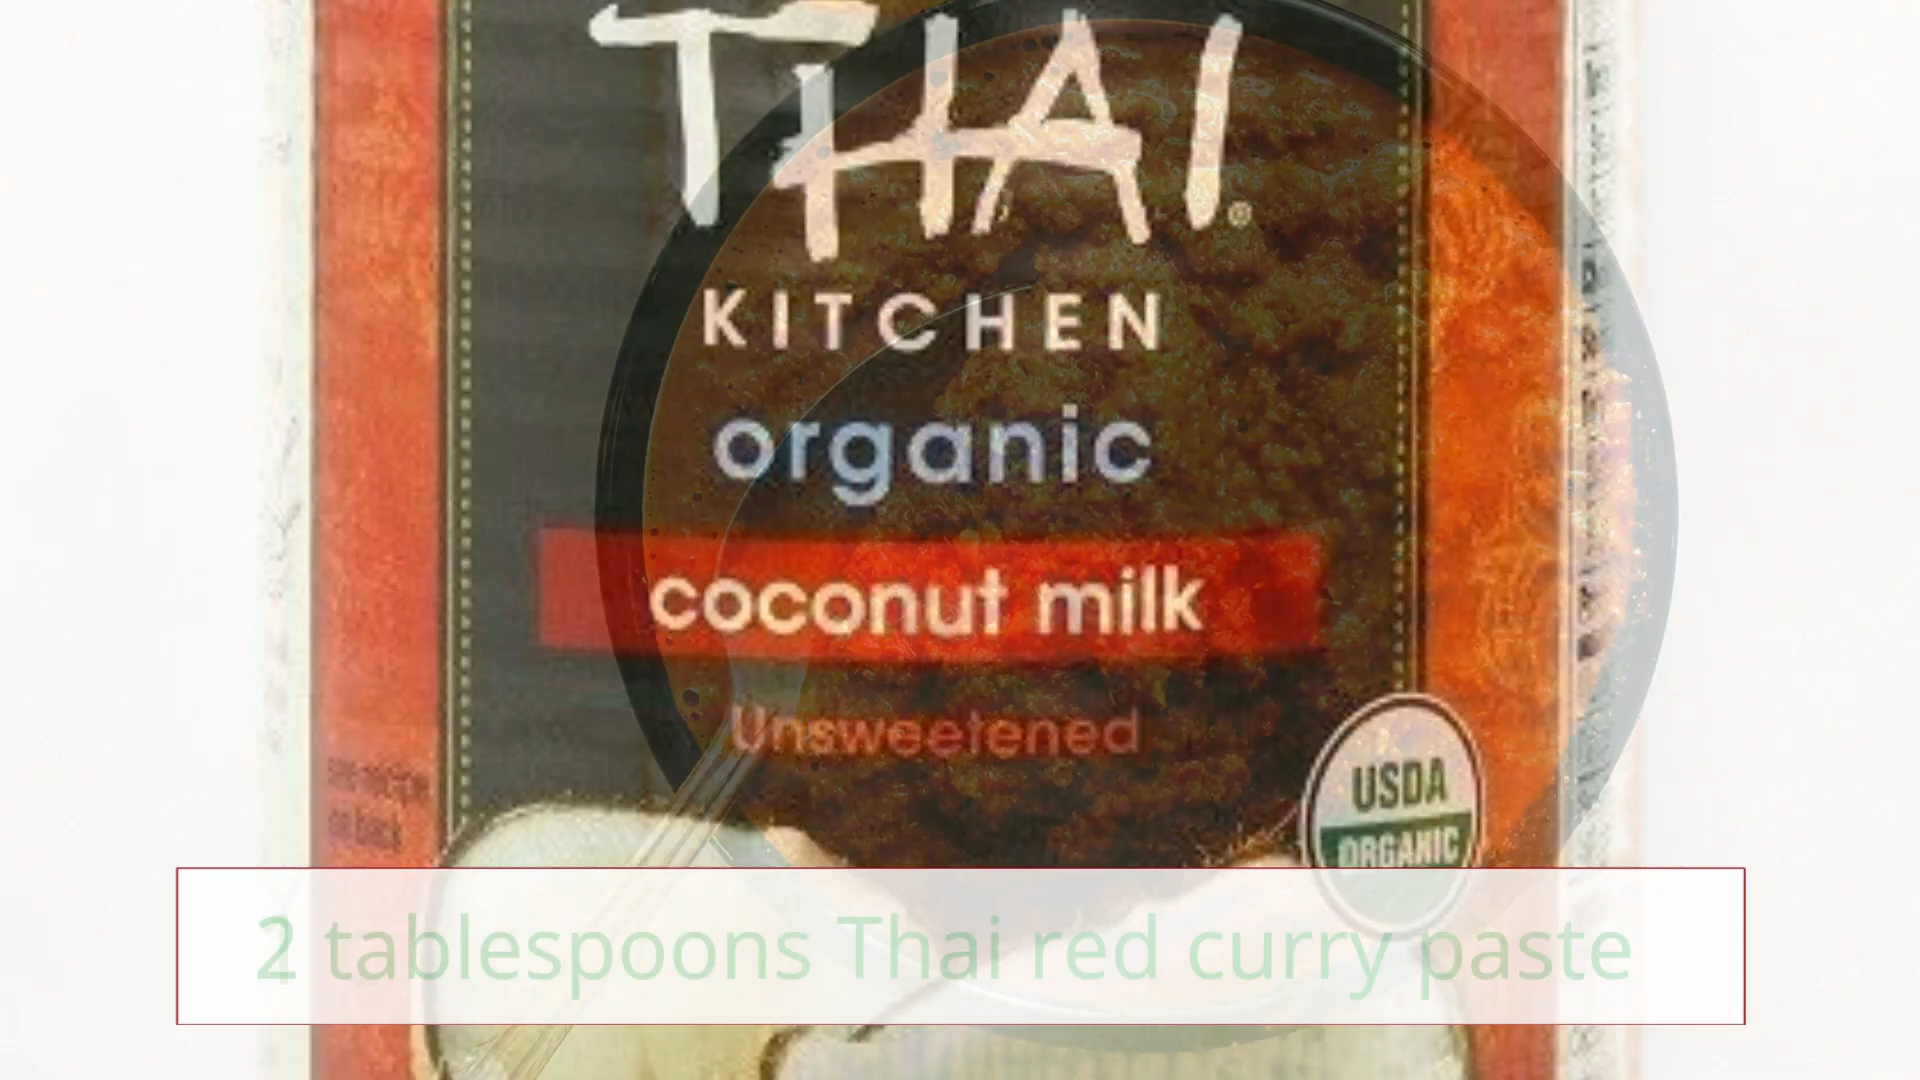 THAI
KITCHEN
organic
coconut milk
Unsweetened
USDA
ORGANIC
2 tablespoons Thai red curry paste